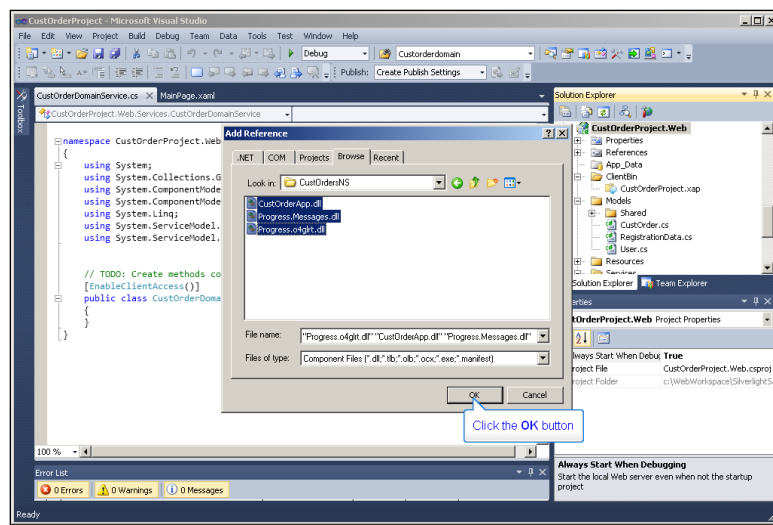 CustOrderProject - Microsoft Visual Studio
File Edit View Project Build Debug Team Data Tools Test Window Help
Debug Custorderdomain
Publish: Create Publish Settings
Toolbox
CustOrderDomainService.cs MainPage.xaml
CustOrderProject.Web.Services.CustOrderDomainService
namespace CustOrderProject.Web
{
using System;
using System.Collections.G
using System.ComponentMode
using System.ComponentMode
using System.Linq;
using System.ServiceModel.
using System.ServiceModel.
// TODO: Create methods co
[EnableClientAccess()]
public class CustOrderDoma
{
}
}
100 %
Add Reference
.NET COM Projects Browse Recent
Look in: CustOrdersNS
CustOrderApp.dll
Progress.Messages.dll
Progress.o4glrt.dll
File name: "Progress.o4glrt.dll" "CustOrderApp.dll" "Progress.Messages.dll"
Files of type: Component Files (*.dll;*.tlb;*.olb;*.ocx;*.exe;*.manifest)
OK Cancel
Click the OK button
Solution Explorer
CustOrderProject.Web
Properties
References
App_Data
ClientBin
CustOrderProject.xap
Models
Shared
CustOrder.cs
RegistrationData.cs
User.cs
Resources
Services
Solution Explorer Team Explorer
erties
tOrderProject.Web Project Properties
lways Start When Debug True
roject File CustOrderProject.Web.csproj
roject Folder c:\WebWorkspace\SilverlightS
Always Start When Debugging
Start the local Web server even when not the startup
project
Error List
0 Errors 0 Warnings 0 Messages
Ready